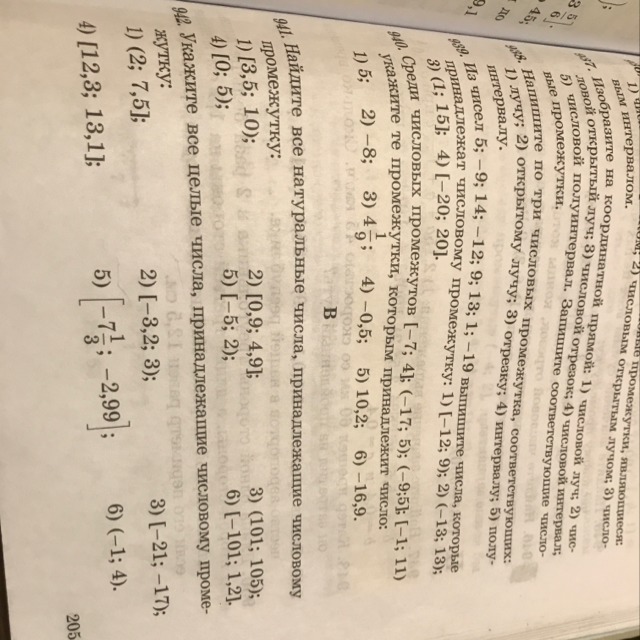 вым интервалом.
937. Изобразите на координатной прямой: 1) числовой луч; 2) чис-
ловой открытый луч; 3) числовой отрезок; 4) числовой интервал;
5) числовой полуинтервал. Запишите соответствующие число-
вые промежутки.
938. Напишите по три числовых промежутка, соответствующих:
1) лучу; 2) открытому лучу; 3) отрезку; 4) интервалу; 5) полу-
интервалу.
939. Из чисел 5; –9; 14; –12; 9; 13; 1; –19 выпишите числа, которые
принадлежат числовому промежутку: 1) [–12; 9); 2) (–13; 13);
3) (1; 15]; 4) [–20; 20].
940. Среди числовых промежутов [–7; 4]; (–17; 5); (–9;5]; [–1; 11)
укажите те промежутки, которым принадлежит число:
1) 5; 2) –8; 3) 4 1/9; 4) –0,5; 5) 10,2; 6) –16,9.
В
941. Найдите все натуральные числа, принадлежащие числовому
промежутку:
1) [3,5; 10); 2) [0,9; 4,9]; 3) (101; 105);
4) [0; 5); 5) [–5; 2); 6) [–101; 1,2].
942. Укажите все целые числа, принадлежащие числовому проме-
жутку:
1) (2; 7,5]; 2) [–3,2; 3); 3) [–21; –17);
4) [12,3; 13,1]; 5) [–7 1/3; –2,99]; 6) (–1; 4).
205